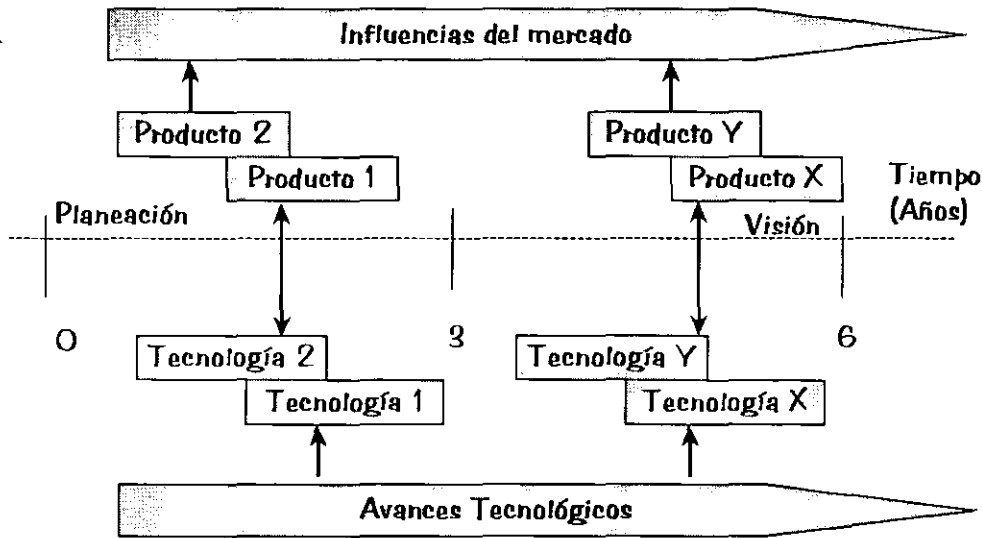 Influencias del mercado
Producto 2
Producto Y
Producto 1
Producto X
Tiempo
(Años)
Planeación
Visión
0
3
6
Tecnología 2
Tecnología Y
Tecnología 1
Tecnología X
Avances Tecnológicos